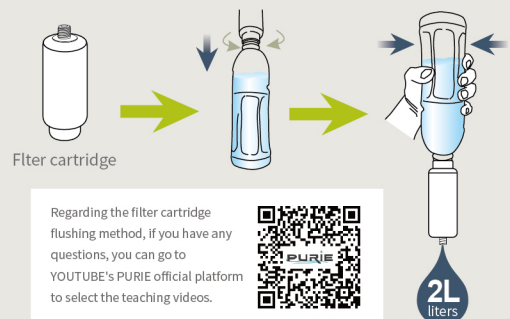 Flter cartridge
Regarding the filter cartridge
flushing method, if you have any
questions, you can go to
YOUTUBE's PURIE official platform
to select the teaching videos.
PURIE
2L
liters